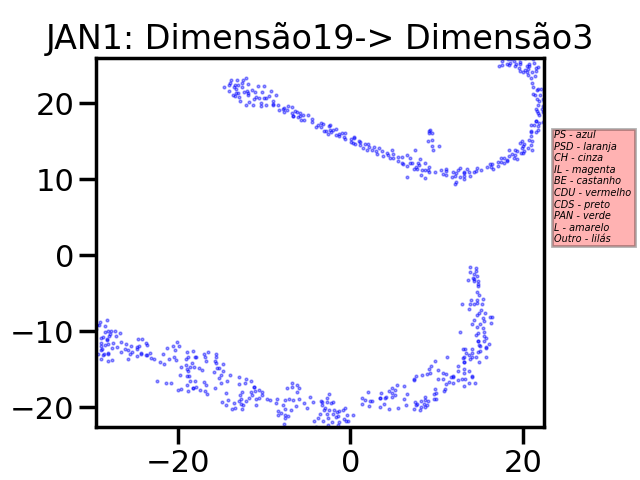 JAN1: Dimensão19-> Dimensão3
20
10
0
−10
−20
−20
0
20
PS - azul
PSD - laranja
CH - cinza
IL - magenta
BE - castanho
CDU - vermelho
CDS - preto
PAN - verde
L - amarelo
Outro - lilás